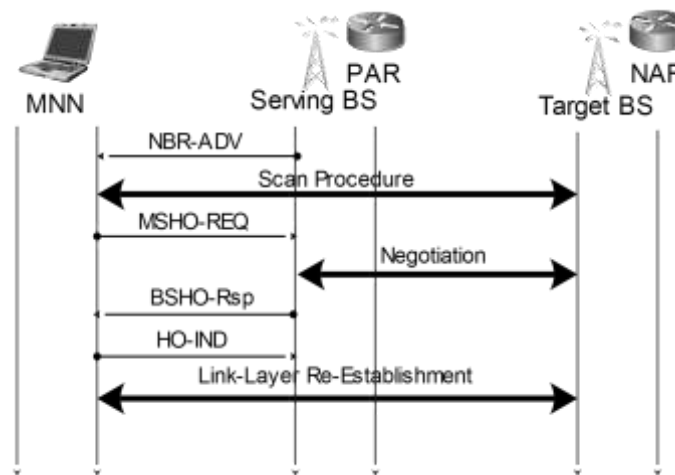 PAR
NAR
MNN
Serving BS
Target BS
NBR-ADV
Scan Procedure
MSHO-REQ
Negotiation
BSHO-Rsp
HO-IND
Link-Layer Re-Establishment